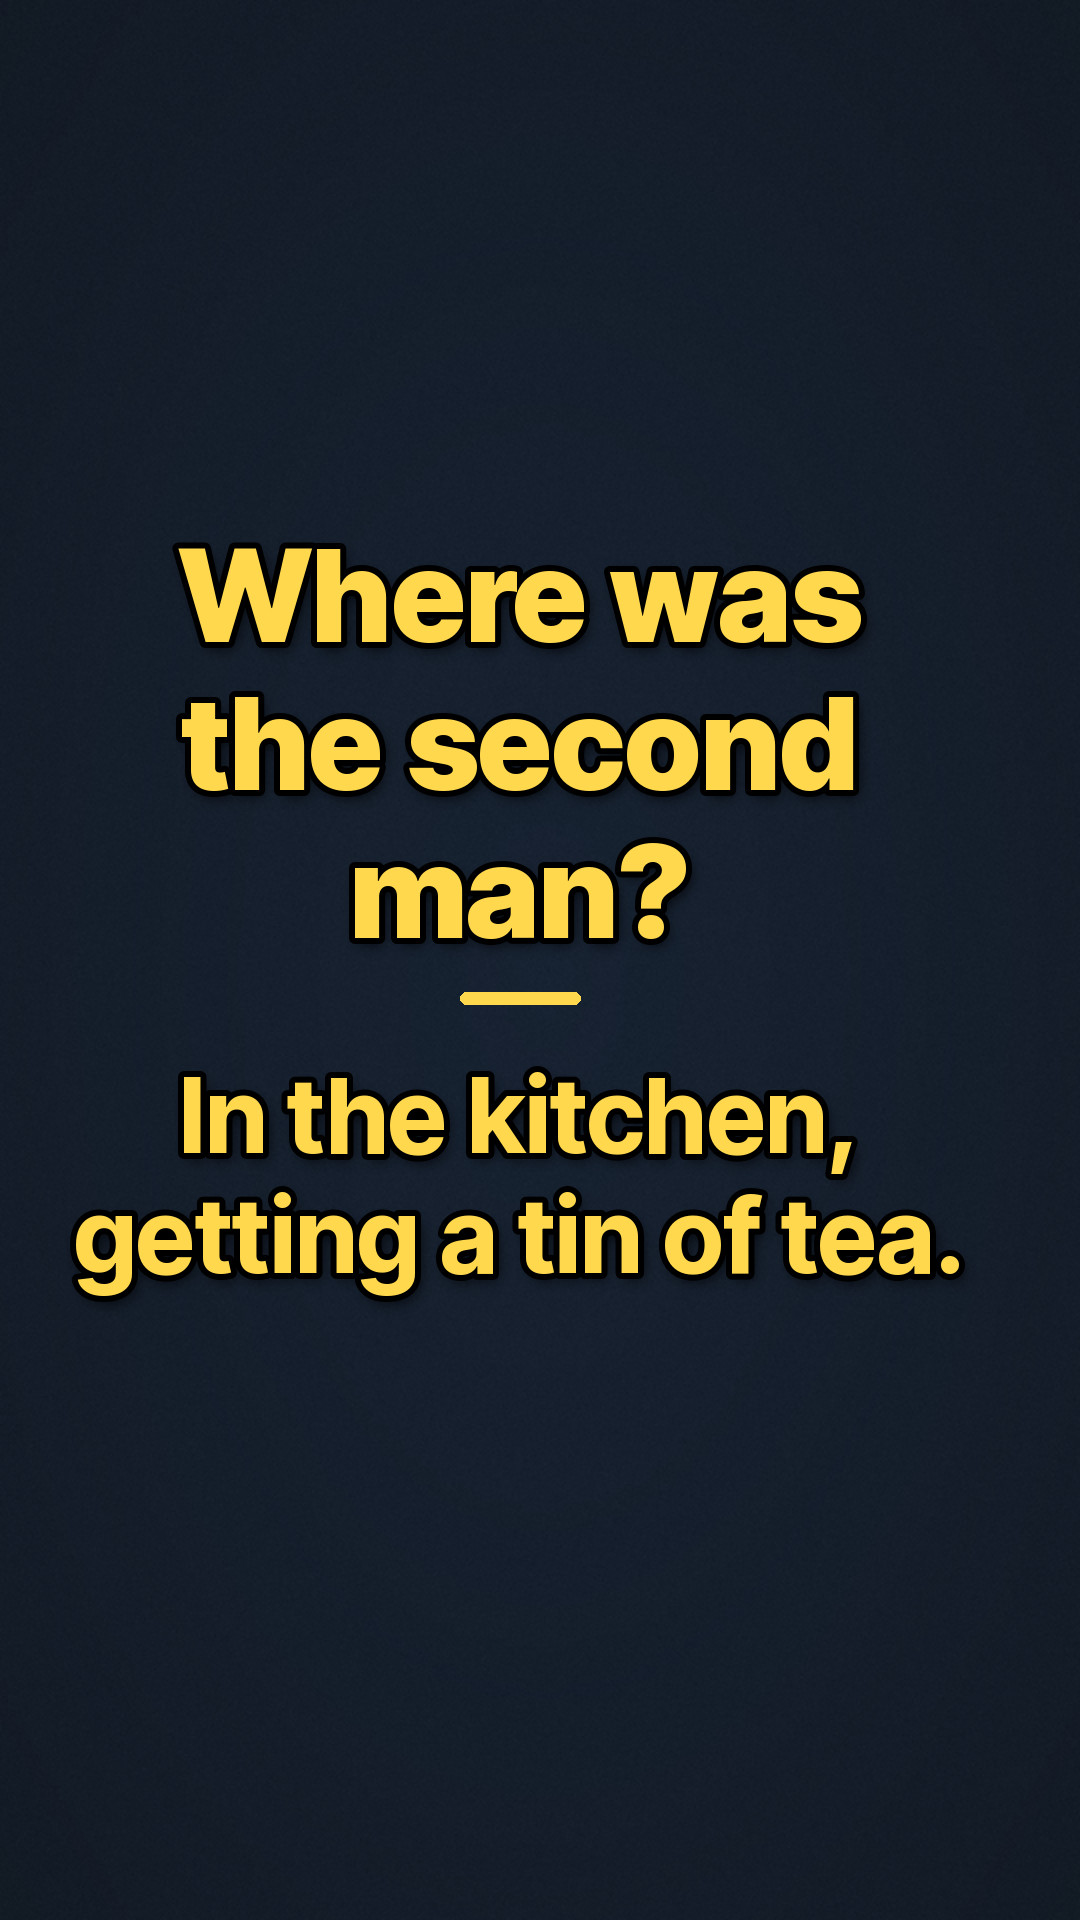 Where was
the second
man?
In the kitchen,
getting a tin of tea.